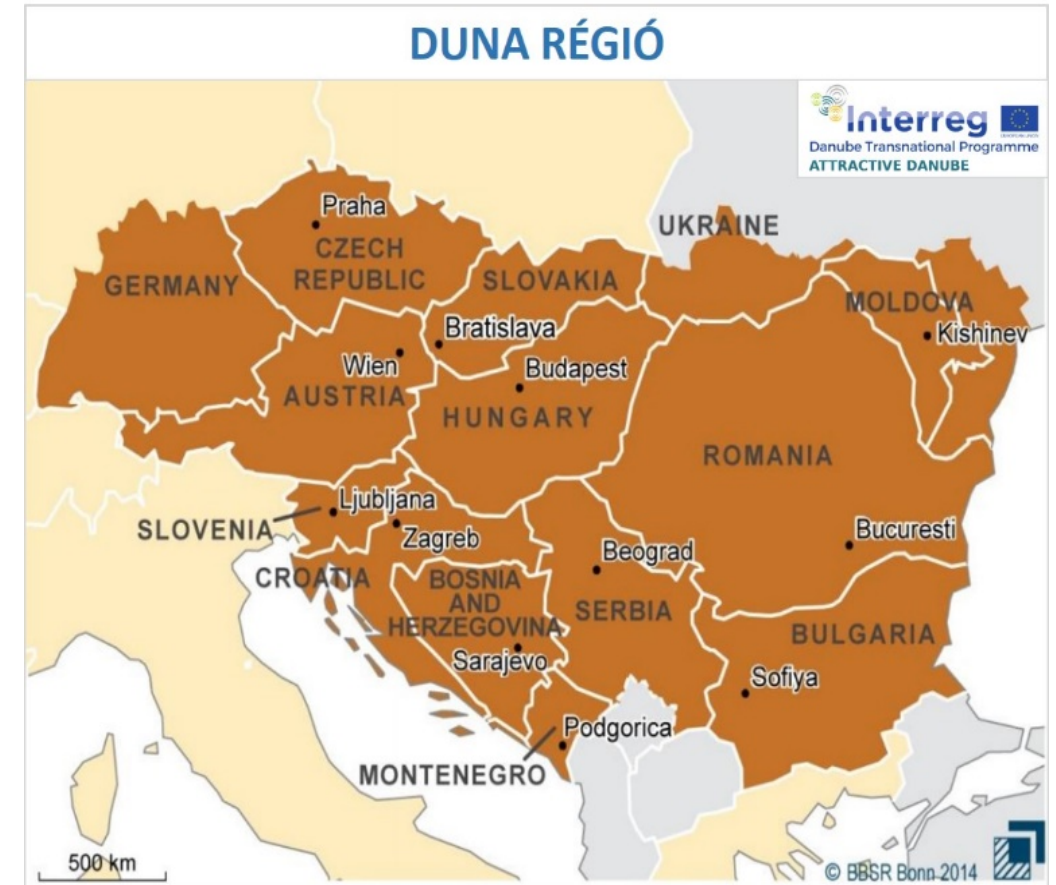 DUNA RÉGIÓ
Interreg
Danube Transnational Programme
ATTRACTIVE DANUBE
Praha
UKRAINE
CZECH
REPUBLIC
GERMANY
SLOVAKIA
MOLDOVA
Bratislava
Kishinev
Wien
Budapest
AUSTRIA
HUNGARY
ROMANIA
Ljubljana
SLOVENIA
Zagreb
Bucuresti
Beograd
CROATIA
BOSNIA
AND
HERZEGOVINA
SERBIA
BULGARIA
Sarajevo
Sofiya
Podgorica
MONTENEGRO
500 km
© BBSR Bonn 2014